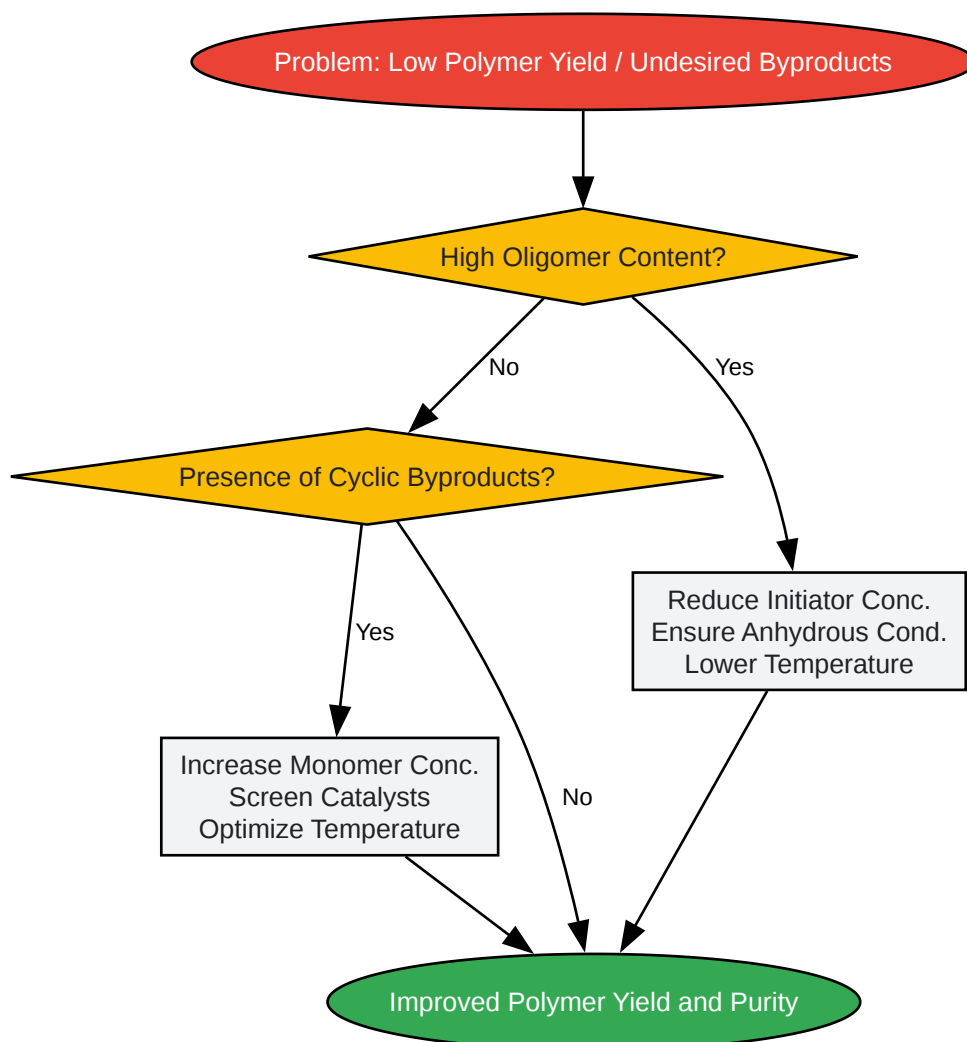 Problem: Low Polymer Yield / Undesired Byproducts
High Oligomer Content?
No
Yes
Presence of Cyclic Byproducts?
Reduce Initiator Conc.
Ensure Anhydrous Cond.
Lower Temperature
Yes
Increase Monomer Conc.
Screen Catalysts
Optimize Temperature
No
Improved Polymer Yield and Purity